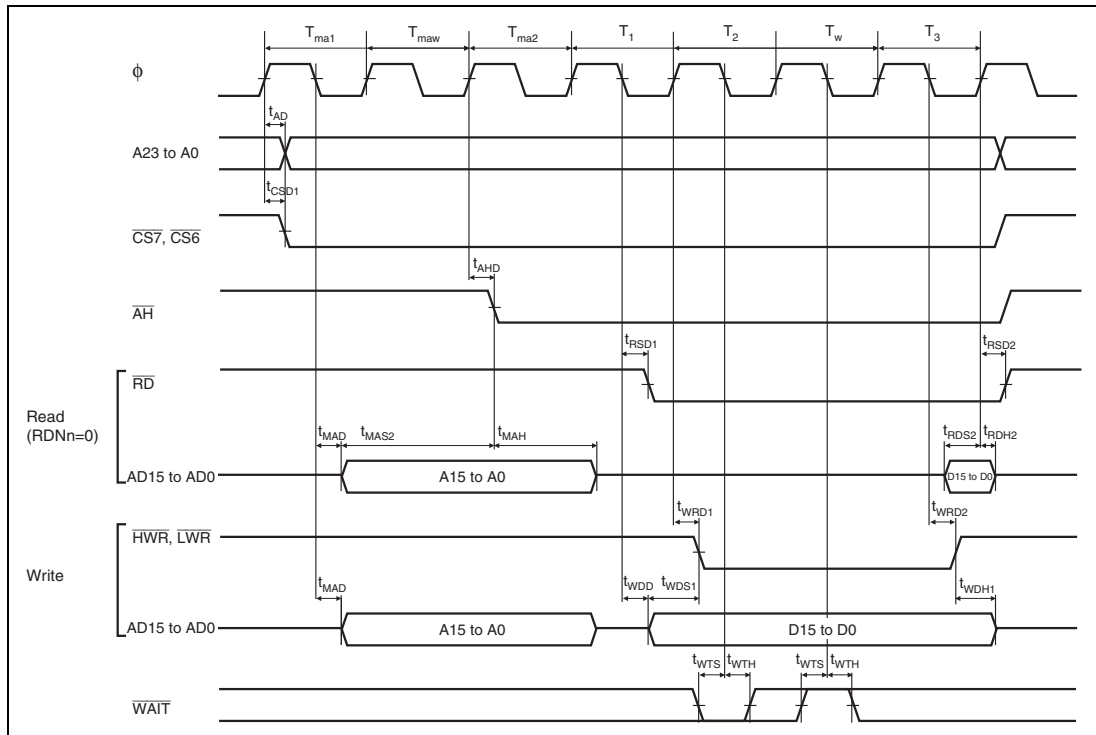 Tma1 Tmaw Tma2 T1 T2 Tw T3
ϕ
tAD
A23 to A0
tCSD1
CS7, CS6
tAHD
AH
tRSD1 tRSD2
RD
Read
(RDNn=0)
tMAD tMAS2 tMAH tRDS2 tRDH2
AD15 to AD0 A15 to A0 D15 to D0
tWRD1 tWRD2
HWR, LWR
Write
tMAD tWDD tWDS1 tWDH1
AD15 to AD0 A15 to A0 D15 to D0
tWTS tWTH tWTS tWTH
WAIT